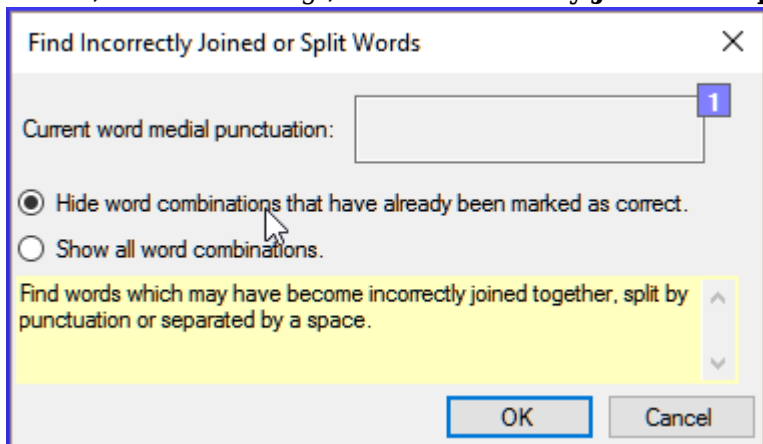 Find Incorrectly Joined or Split Words
1
Current word medial punctuation:
Hide word combinations that have already been marked as correct.
Show all word combinations.
Find words which may have become incorrectly joined together, split by
punctuation or separated by a space.
OK Cancel